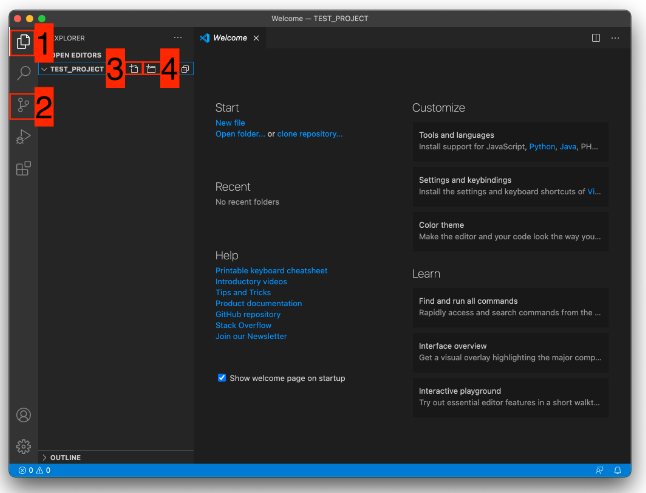 Welcome — TEST_PROJECT
1
EXPLORER
Welcome
OPEN EDITORS
TEST_PROJECT
3
4
2
Start
New file
Open folder... or clone repository...
Recent
No recent folders
Help
Printable keyboard cheatsheet
Introductory videos
Tips and Tricks
Product documentation
GitHub repository
Stack Overflow
Join our Newsletter
Show welcome page on startup
Customize
Tools and languages
Install support for JavaScript, Python, Java, PH...
Settings and keybindings
Install the settings and keyboard shortcuts of Vi...
Color theme
Make the editor and your code look the way you...
Learn
Find and run all commands
Rapidly access and search commands from the ...
Interface overview
Get a visual overlay highlighting the major comp...
Interactive playground
Try out essential editor features in a short walkt...
OUTLINE
0 0